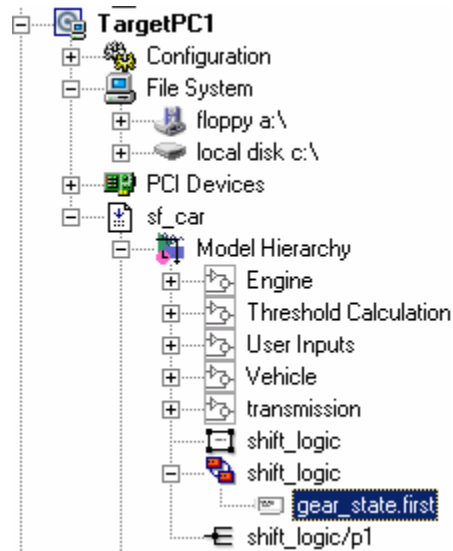 TargetPC1
Configuration
File System
floppy a:\
local disk c:\
PCI Devices
sf_car
Model Hierarchy
Engine
Threshold Calculation
User Inputs
Vehicle
transmission
shift_logic
shift_logic
gear_state.first
shift_logic/p1